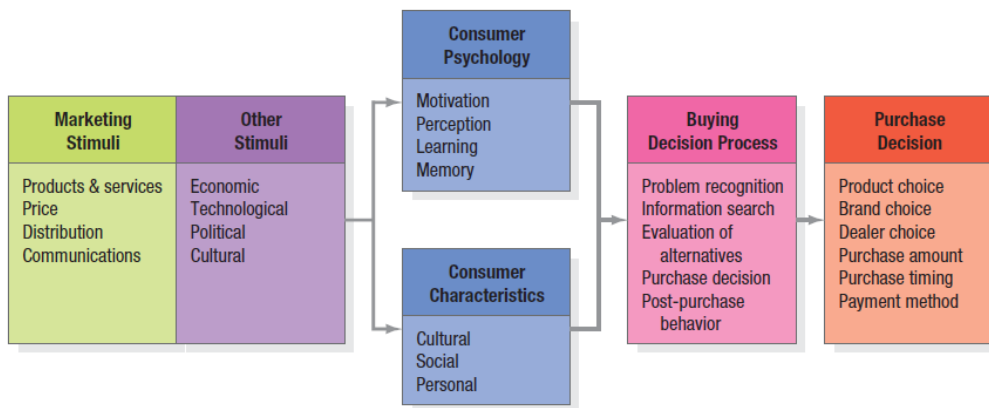 Marketing
Stimuli
Products & services
Price
Distribution
Communications
Other
Stimuli
Economic
Technological
Political
Cultural
Consumer
Psychology
Motivation
Perception
Learning
Memory
Consumer
Characteristics
Cultural
Social
Personal
Buying
Decision Process
Problem recognition
Information search
Evaluation of
alternatives
Purchase decision
Post-purchase
behavior
Purchase
Decision
Product choice
Brand choice
Dealer choice
Purchase amount
Purchase timing
Payment method